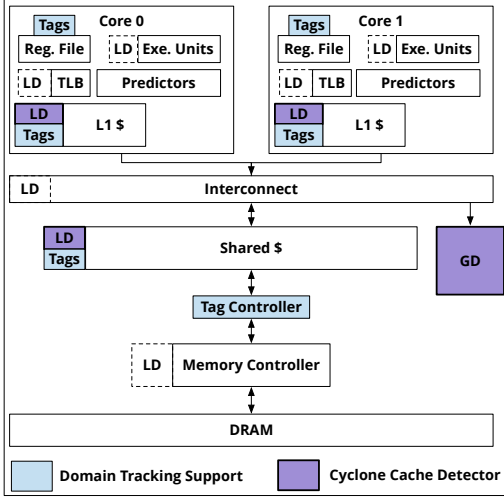 Tags
Core 0
Reg. File
LD
Exe. Units
LD
TLB
Predictors
LD
Tags
L1 $
Tags
Core 1
Reg. File
LD
Exe. Units
LD
TLB
Predictors
LD
Tags
L1 $
LD
Interconnect
LD
Tags
Shared $
GD
Tag Controller
LD
Memory Controller
DRAM
Domain Tracking Support
Cyclone Cache Detector